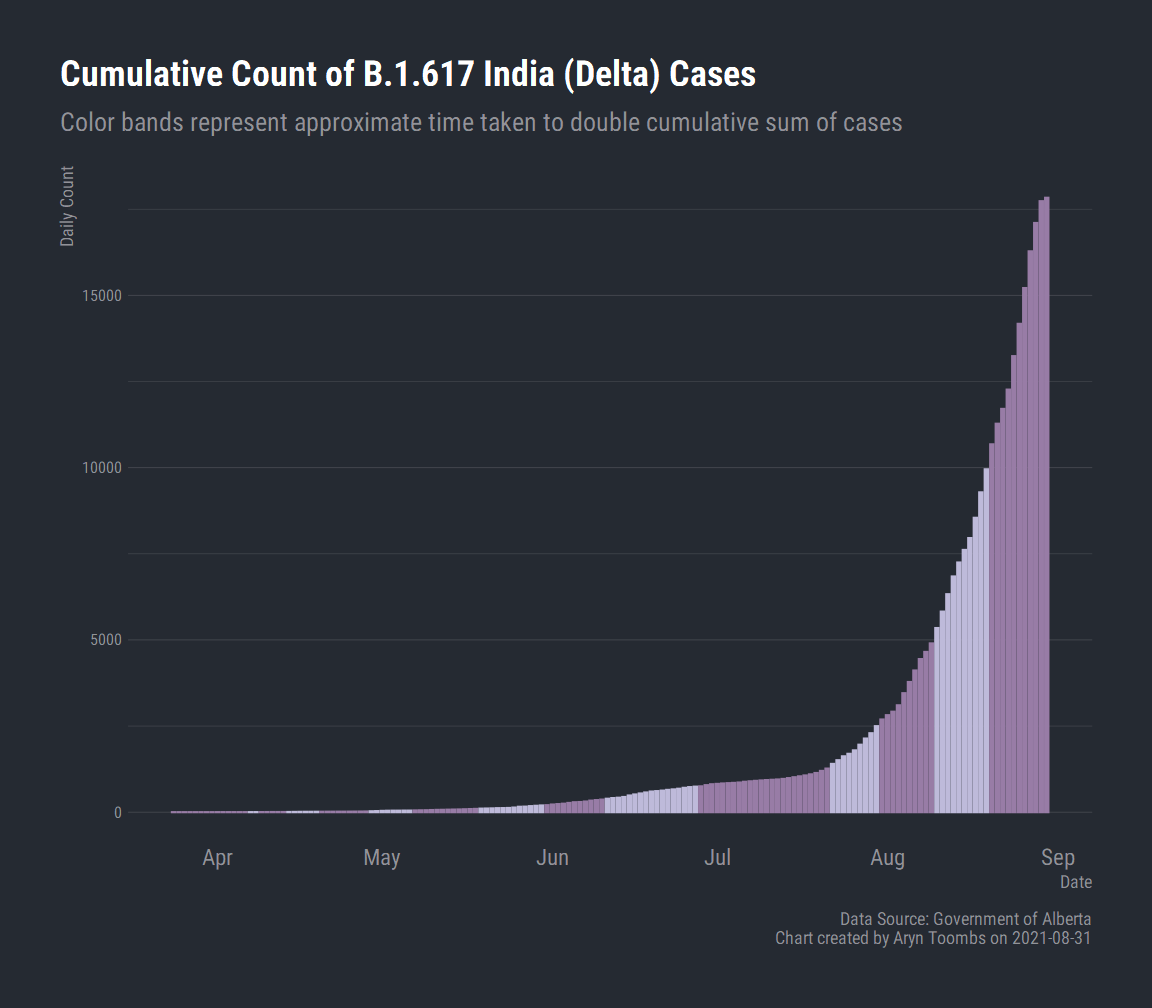 Cumulative Count of B.1.617 India (Delta) Cases
Color bands represent approximate time taken to double cumulative sum of cases
Daily Count
15000
10000
5000
0
Apr May Jun Jul Aug Sep
Date
Data Source: Government of Alberta
Chart created by Aryn Toombs on 2021-08-31